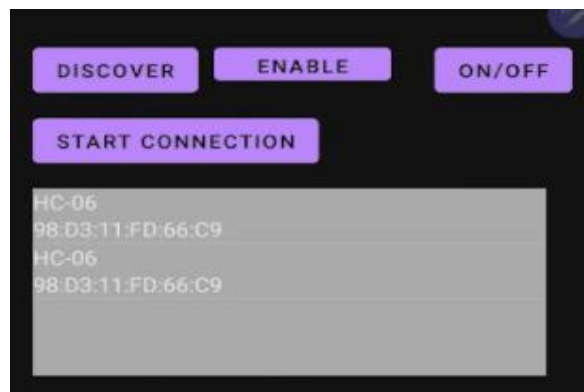 DISCOVER ENABLE ON/OFF
START CONNECTION
HC-06
98:D3:11:FD:66:C9
HC-06
98:D3:11:FD:66:C9